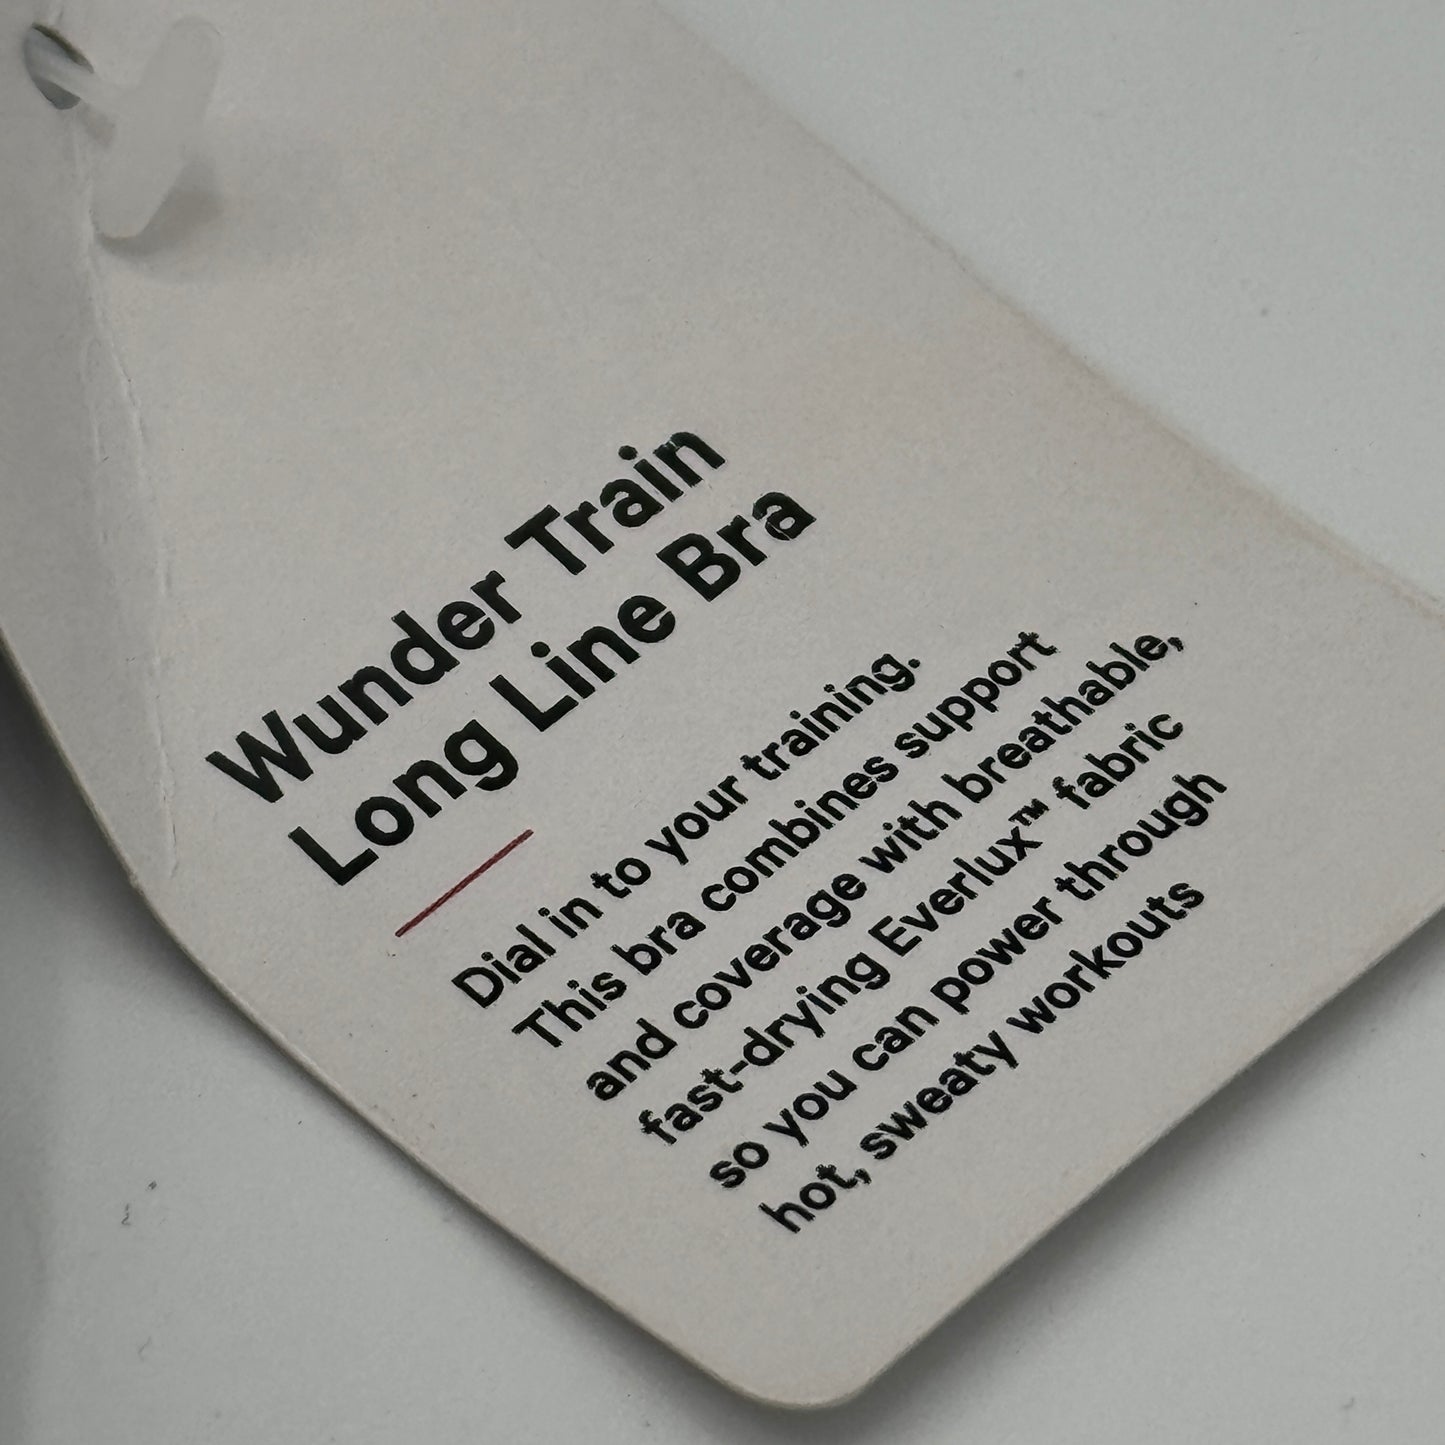 Wunder Train
Long Line Bra
Dial in to your training.
This bra combines support
and coverage with breathable,
fast-drying Everlux™ fabric
so you can power through
hot, sweaty workouts